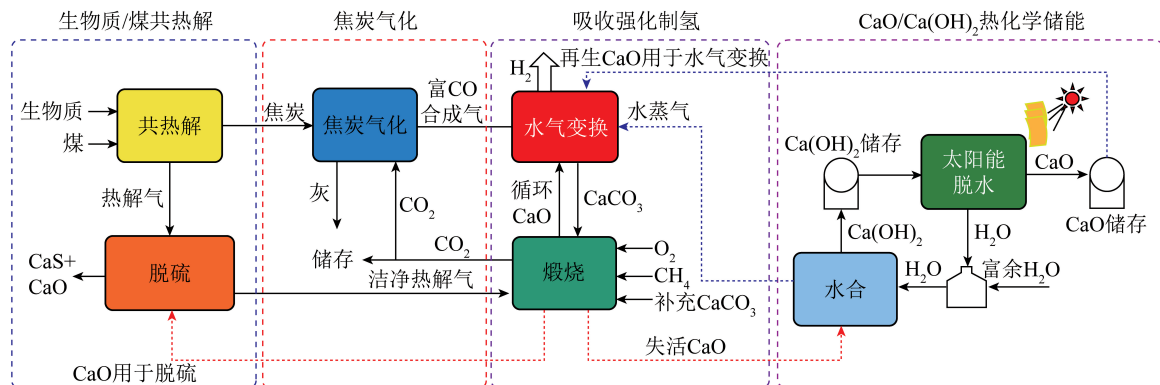 生物质/煤共热解
焦炭气化
吸收强化制氢
CaO/Ca(OH)₂热化学储能
生物质
煤
共热解
焦炭
焦炭气化
富CO
合成气
H₂
水气变换
再生CaO用于水气变换
水蒸气
Ca(OH)₂储存
太阳能
脱水
CaO
CaO储存
热解气
灰
储存
CO₂
循环
CaO
CaCO₃
Ca(OH)₂
H₂O
CaS+
CaO
脱硫
CO₂
洁净热解气
煅烧
O₂
CH₄
补充CaCO₃
水合
H₂O
富余H₂O
CaO用于脱硫
失活CaO